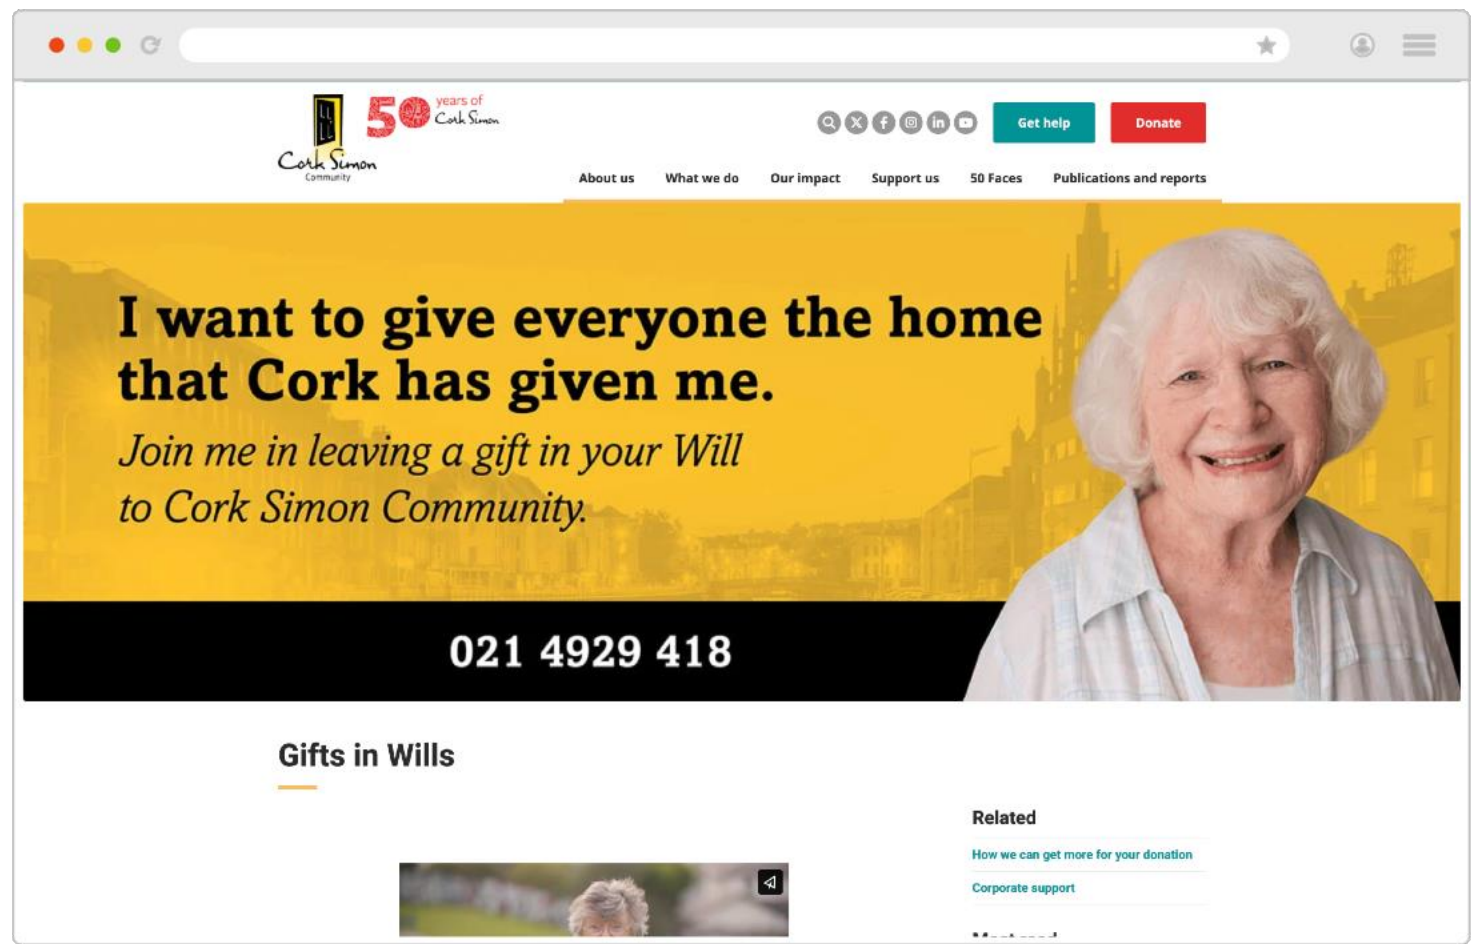 50 years of
Cork Simon
Cork Simon
Community
Get help
Donate
About us
What we do
Our impact
Support us
50 Faces
Publications and reports
I want to give everyone the home
that Cork has given me.
Join me in leaving a gift in your Will
to Cork Simon Community.
021 4929 418
Gifts in Wills
Related
How we can get more for your donation
Corporate support